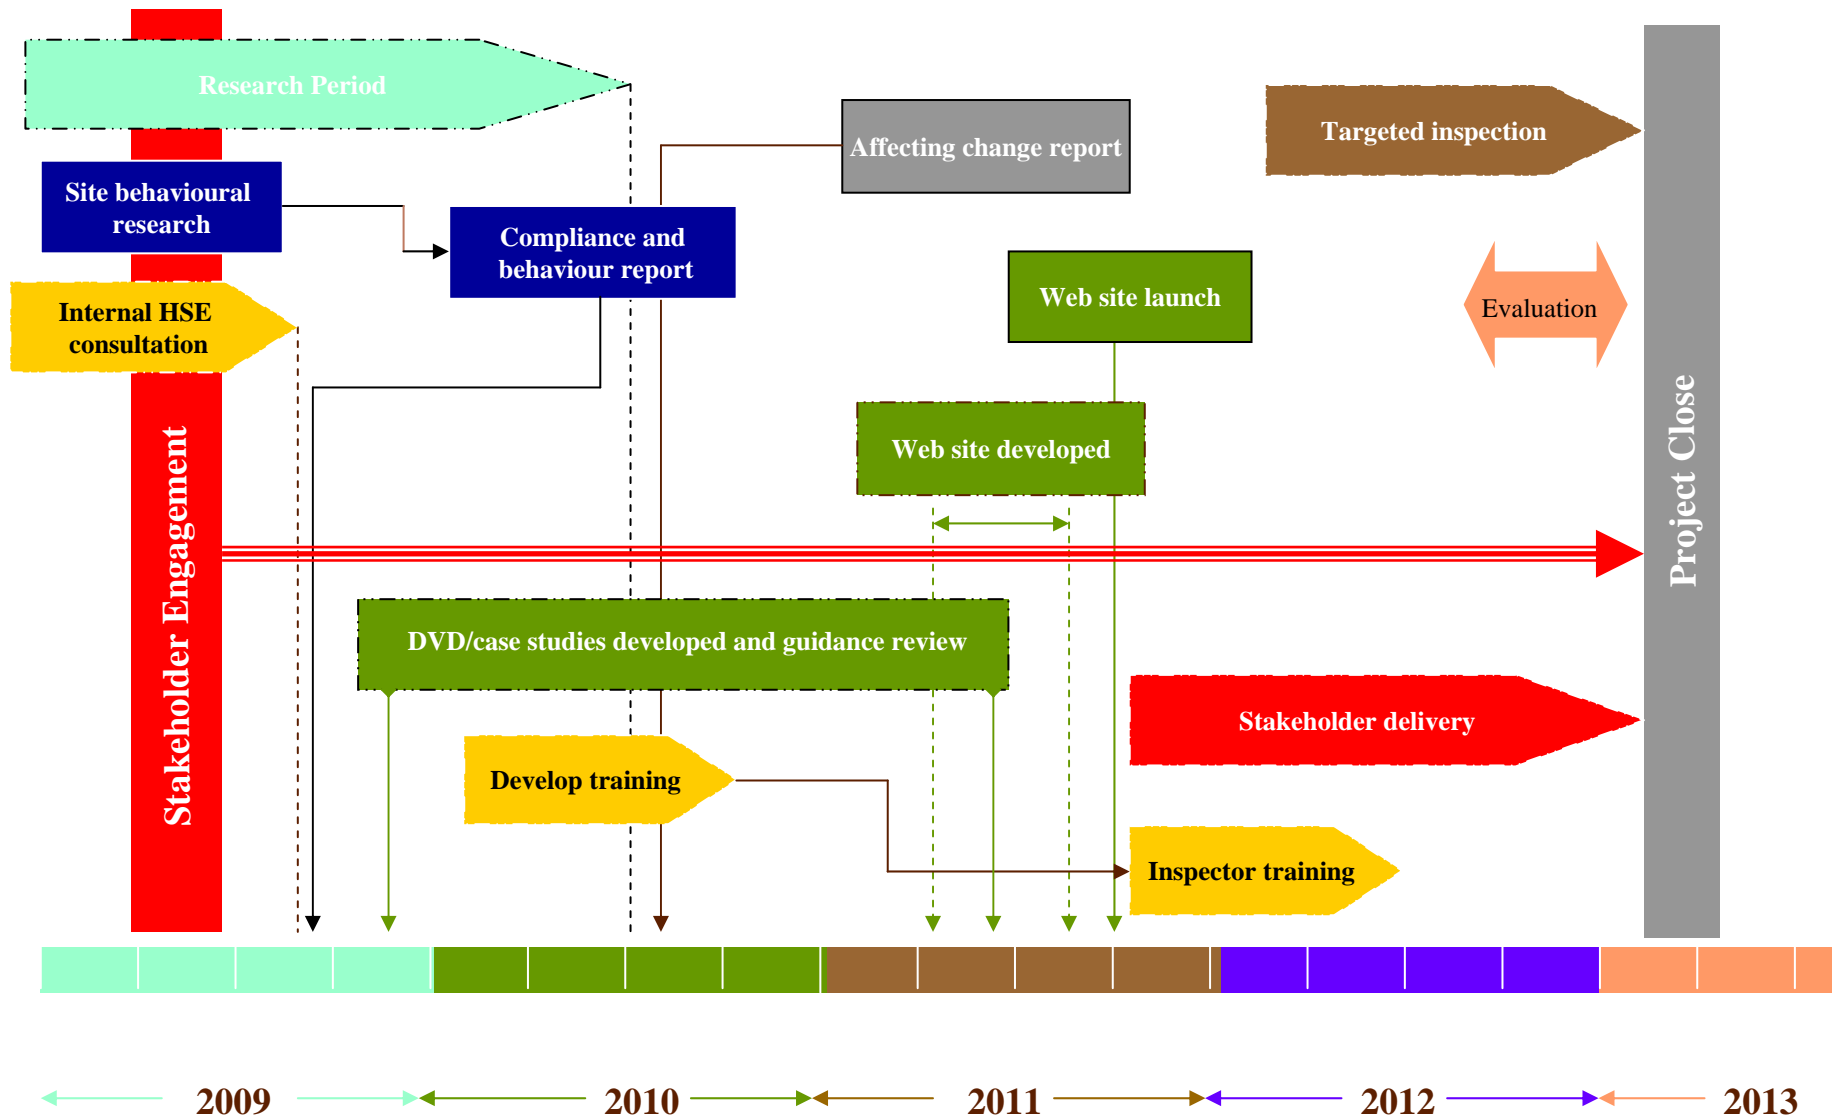 Research Period
Affecting change report
Targeted inspection
Site behavioural
research
Compliance and
behaviour report
Internal HSE
consultation
Web site launch
Evaluation
Web site developed
Stakeholder Engagement
Project Close
DVD/case studies developed and guidance review
Stakeholder delivery
Develop training
Inspector training
2009
2010
2011
2012
2013